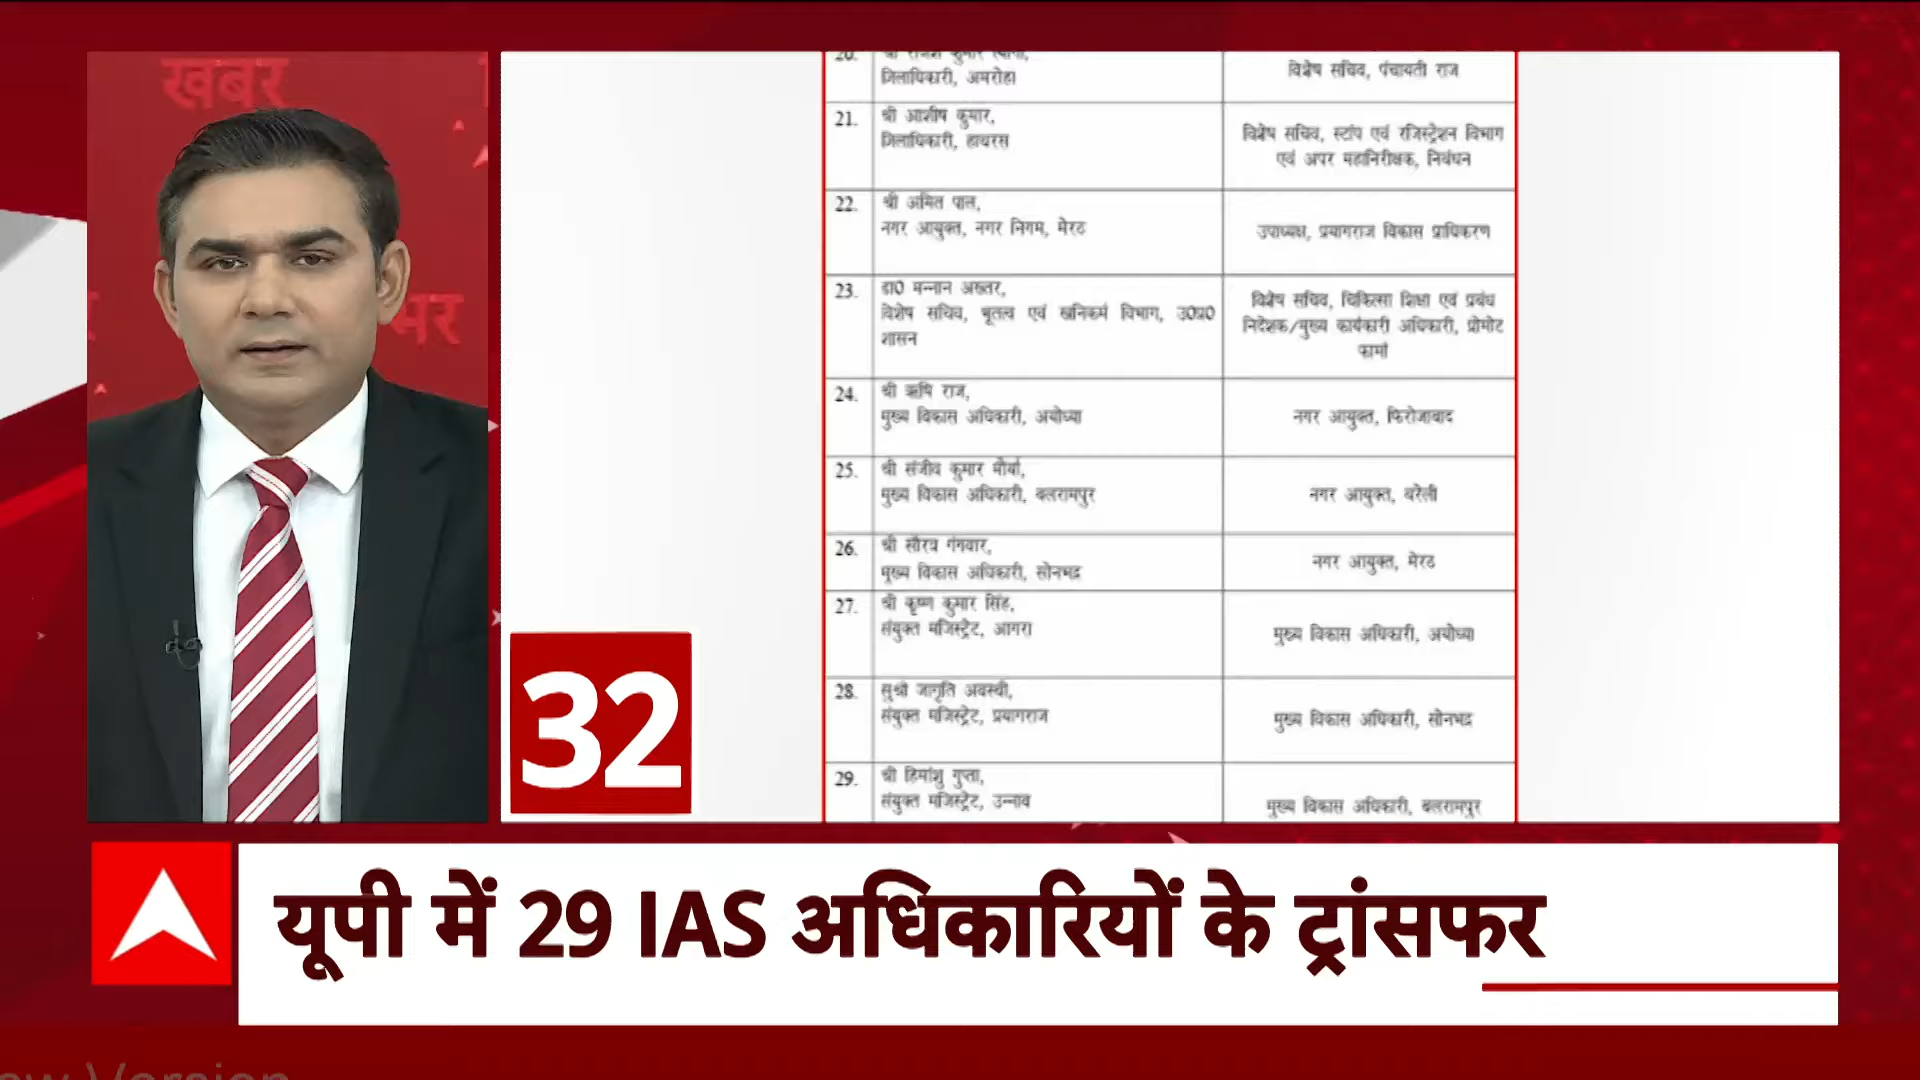 खबर
20. श्री राजेश कुमार त्यागी,
जिलाधिकारी, अमरोहा
विशेष सचिव, पंचायती राज
21. श्री आशीष कुमार,
जिलाधिकारी, हाथरस
विशेष सचिव, स्टांप एवं रजिस्ट्रेशन विभाग
एवं अपर महानिरीक्षक, निबंधन
22. श्री अमित पाल,
नगर आयुक्त, नगर निगम, मेरठ
उपाध्यक्ष, प्रयागराज विकास प्राधिकरण
23. डा0 मन्नान अख्तर,
विशेष सचिव, भूतत्व एवं खनिकर्म विभाग, उ0प्र0
शासन
विशेष सचिव, चिकित्सा शिक्षा एवं प्रबंध
निदेशक/मुख्य कार्यकारी अधिकारी, प्रोमोट
फार्मा
24. श्री ऋषि राज,
मुख्य विकास अधिकारी, अयोध्या
नगर आयुक्त, फिरोजाबाद
25. श्री संजीव कुमार मौर्या,
मुख्य विकास अधिकारी, बलरामपुर
नगर आयुक्त, बरेली
26. श्री सौरव गंगवार,
मुख्य विकास अधिकारी, सोनभद्र
नगर आयुक्त, मेरठ
27. श्री कृष्ण कुमार सिंह,
संयुक्त मजिस्ट्रेट, आगरा
मुख्य विकास अधिकारी, अयोध्या
28. सुश्री जागृति अवस्थी,
संयुक्त मजिस्ट्रेट, प्रयागराज
मुख्य विकास अधिकारी, सोनभद्र
29. श्री हिमांशु गुप्ता,
संयुक्त मजिस्ट्रेट, उन्नाव
मुख्य विकास अधिकारी, बलरामपुर
32
यूपी में 29 IAS अधिकारियों के ट्रांसफर